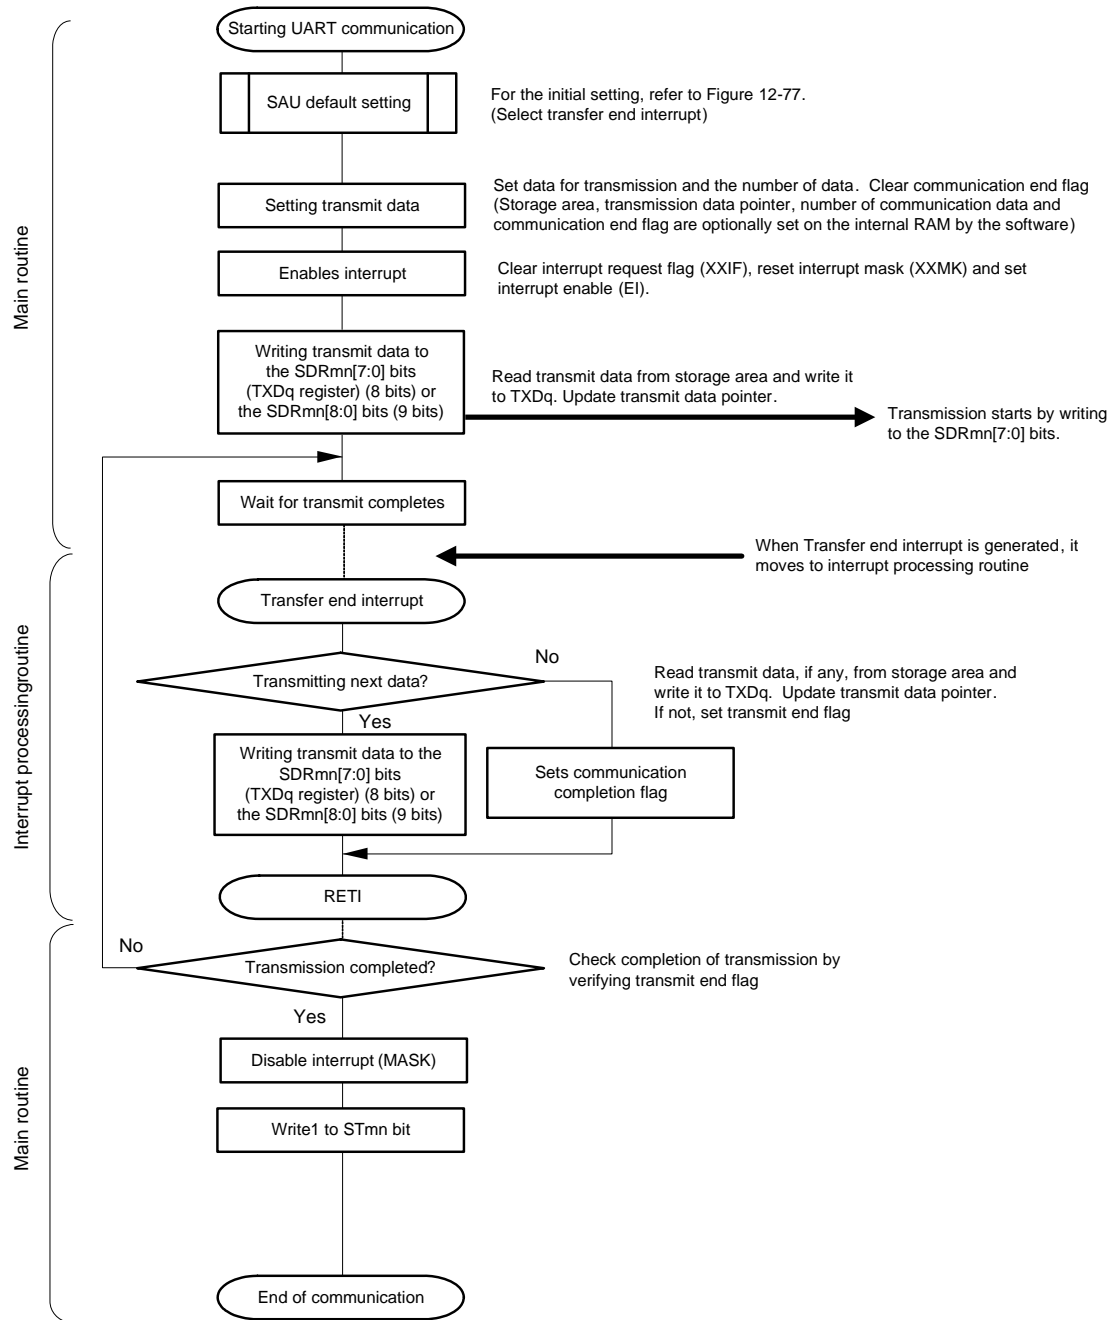 Starting UART communication
SAU default setting
For the initial setting, refer to Figure 12-77.
(Select transfer end interrupt)
Setting transmit data
Set data for transmission and the number of data. Clear communication end flag
(Storage area, transmission data pointer, number of communication data and
communication end flag are optionally set on the internal RAM by the software)
Enables interrupt
Clear interrupt request flag (XXIF), reset interrupt mask (XXMK) and set
interrupt enable (EI).
Main routine
Writing transmit data to
the SDRmn[7:0] bits
(TXDq register) (8 bits) or
the SDRmn[8:0] bits (9 bits)
Read transmit data from storage area and write it
to TXDq. Update transmit data pointer.
Transmission starts by writing
to the SDRmn[7:0] bits.
Wait for transmit completes
When Transfer end interrupt is generated, it
moves to interrupt processing routine
Transfer end interrupt
Interrupt processingroutine
Transmitting next data?
No
Yes
Read transmit data, if any, from storage area and
write it to TXDq. Update transmit data pointer.
If not, set transmit end flag
Writing transmit data to the
SDRmn[7:0] bits
(TXDq register) (8 bits) or
the SDRmn[8:0] bits (9 bits)
Sets communication
completion flag
RETI
No
Transmission completed?
Check completion of transmission by
verifying transmit end flag
Yes
Main routine
Disable interrupt (MASK)
Write1 to STmn bit
End of communication